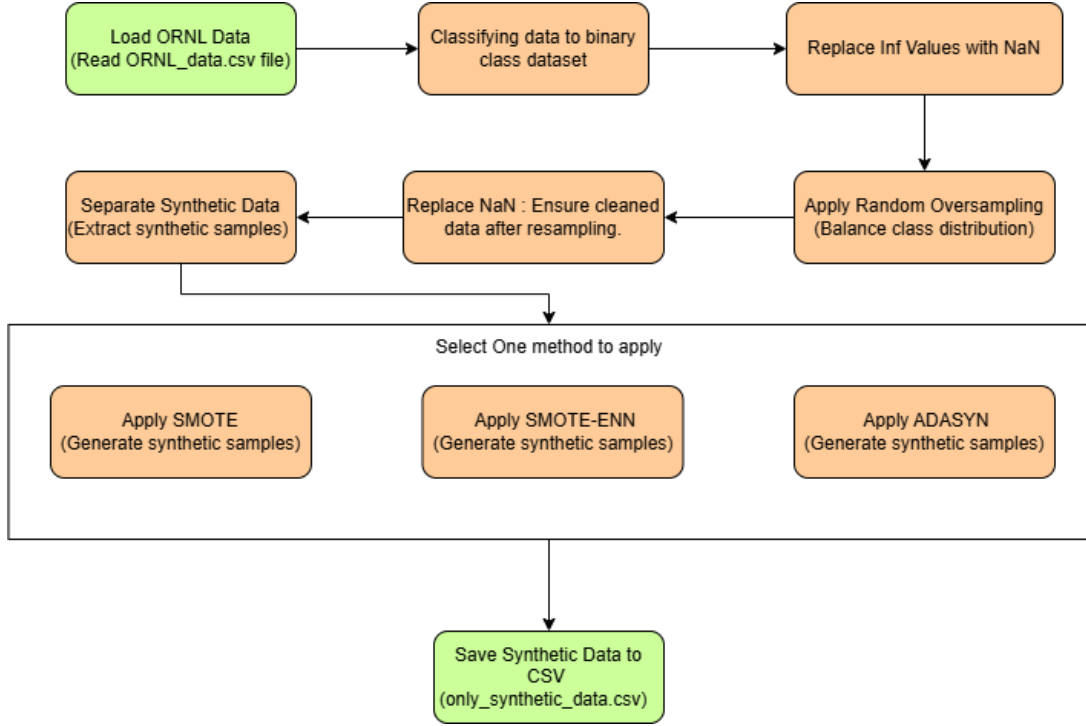 Load ORNL Data
(Read ORNL_data.csv file)
Classifying data to binary
class dataset
Replace Inf Values with NaN
Separate Synthetic Data
(Extract synthetic samples)
Replace NaN : Ensure cleaned
data after resampling.
Apply Random Oversampling
(Balance class distribution)
Select One method to apply
Apply SMOTE
(Generate synthetic samples)
Apply SMOTE-ENN
(Generate synthetic samples)
Apply ADASYN
(Generate synthetic samples)
Save Synthetic Data to
CSV
(only_synthetic_data.csv)